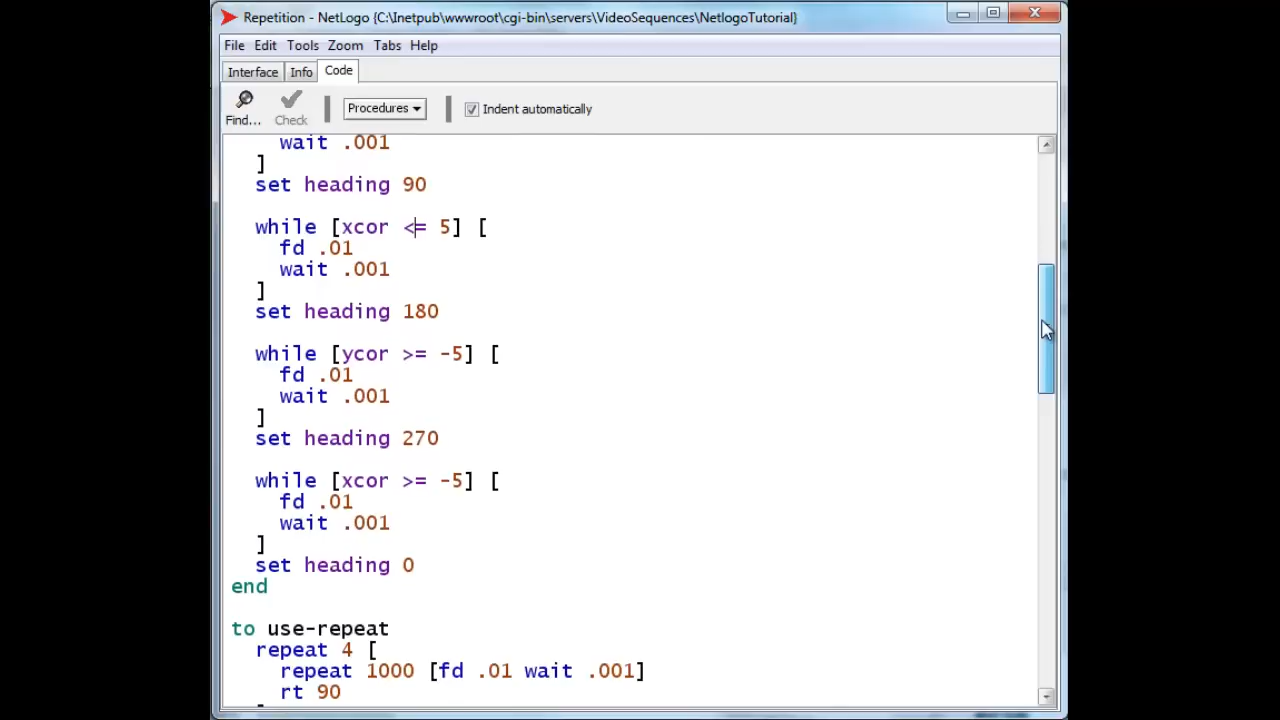 Repetition - NetLogo {C:\Inetpub\wwwroot\cgi-bin\servers\VideoSequences\NetlogoTutorial}
File Edit Tools Zoom Tabs Help
Interface Info Code
Find... Check Procedures Indent automatically
wait .001
]
set heading 90
while [xcor <= 5] [
fd .01
wait .001
]
set heading 180
while [ycor >= -5] [
fd .01
wait .001
]
set heading 270
while [xcor >= -5] [
fd .01
wait .001
]
set heading 0
end
to use-repeat
repeat 4 [
repeat 1000 [fd .01 wait .001]
rt 90